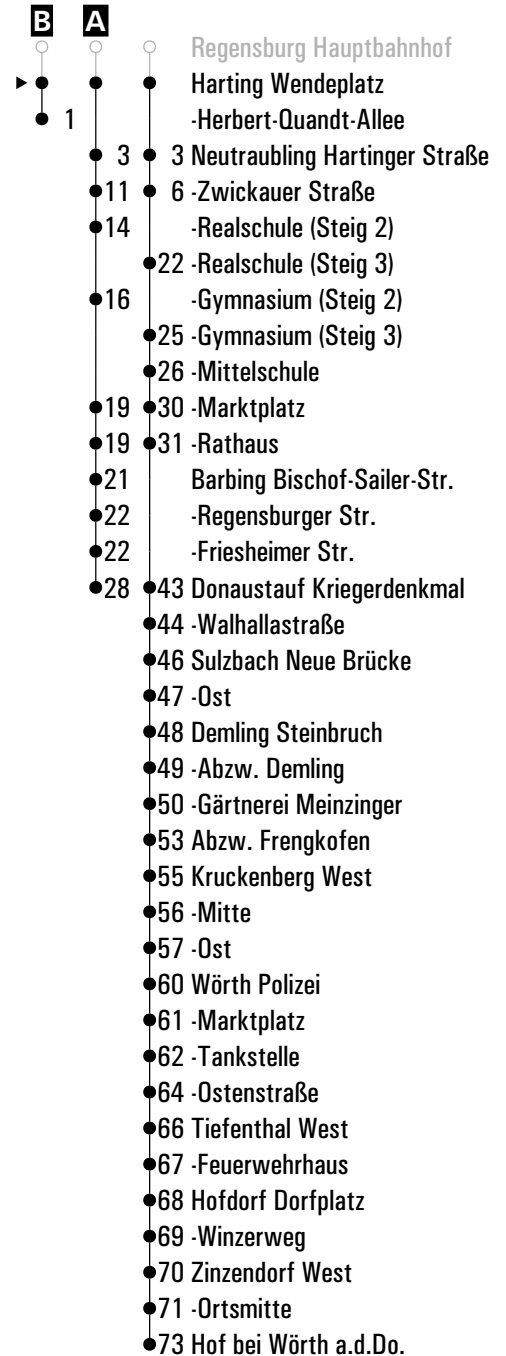 B A
Regensburg Hauptbahnhof
Harting Wendeplatz
1 -Herbert-Quandt-Allee
3 3 Neutraubling Hartinger Straße
11 6 -Zwickauer Straße
14 -Realschule (Steig 2)
22 -Realschule (Steig 3)
16 -Gymnasium (Steig 2)
25 -Gymnasium (Steig 3)
26 -Mittelschule
19 30 -Marktplatz
19 31 -Rathaus
21 Barbing Bischof-Sailer-Str.
22 -Regensburger Str.
22 -Friesheimer Str.
28 43 Donaustauf Kriegerdenkmal
44 -Walhallastraße
46 Sulzbach Neue Brücke
47 -Ost
48 Demling Steinbruch
49 -Abzw. Demling
50 -Gärtnerei Meinzinger
53 Abzw. Frengkofen
55 Kruckenberg West
56 -Mitte
57 -Ost
60 Wörth Polizei
61 -Marktplatz
62 -Tankstelle
64 -Ostenstraße
66 Tiefenthal West
67 -Feuerwehrhaus
68 Hofdorf Dorfplatz
69 -Winzerweg
70 Zinzendorf West
71 -Ortsmitte
73 Hof bei Wörth a.d.Do.